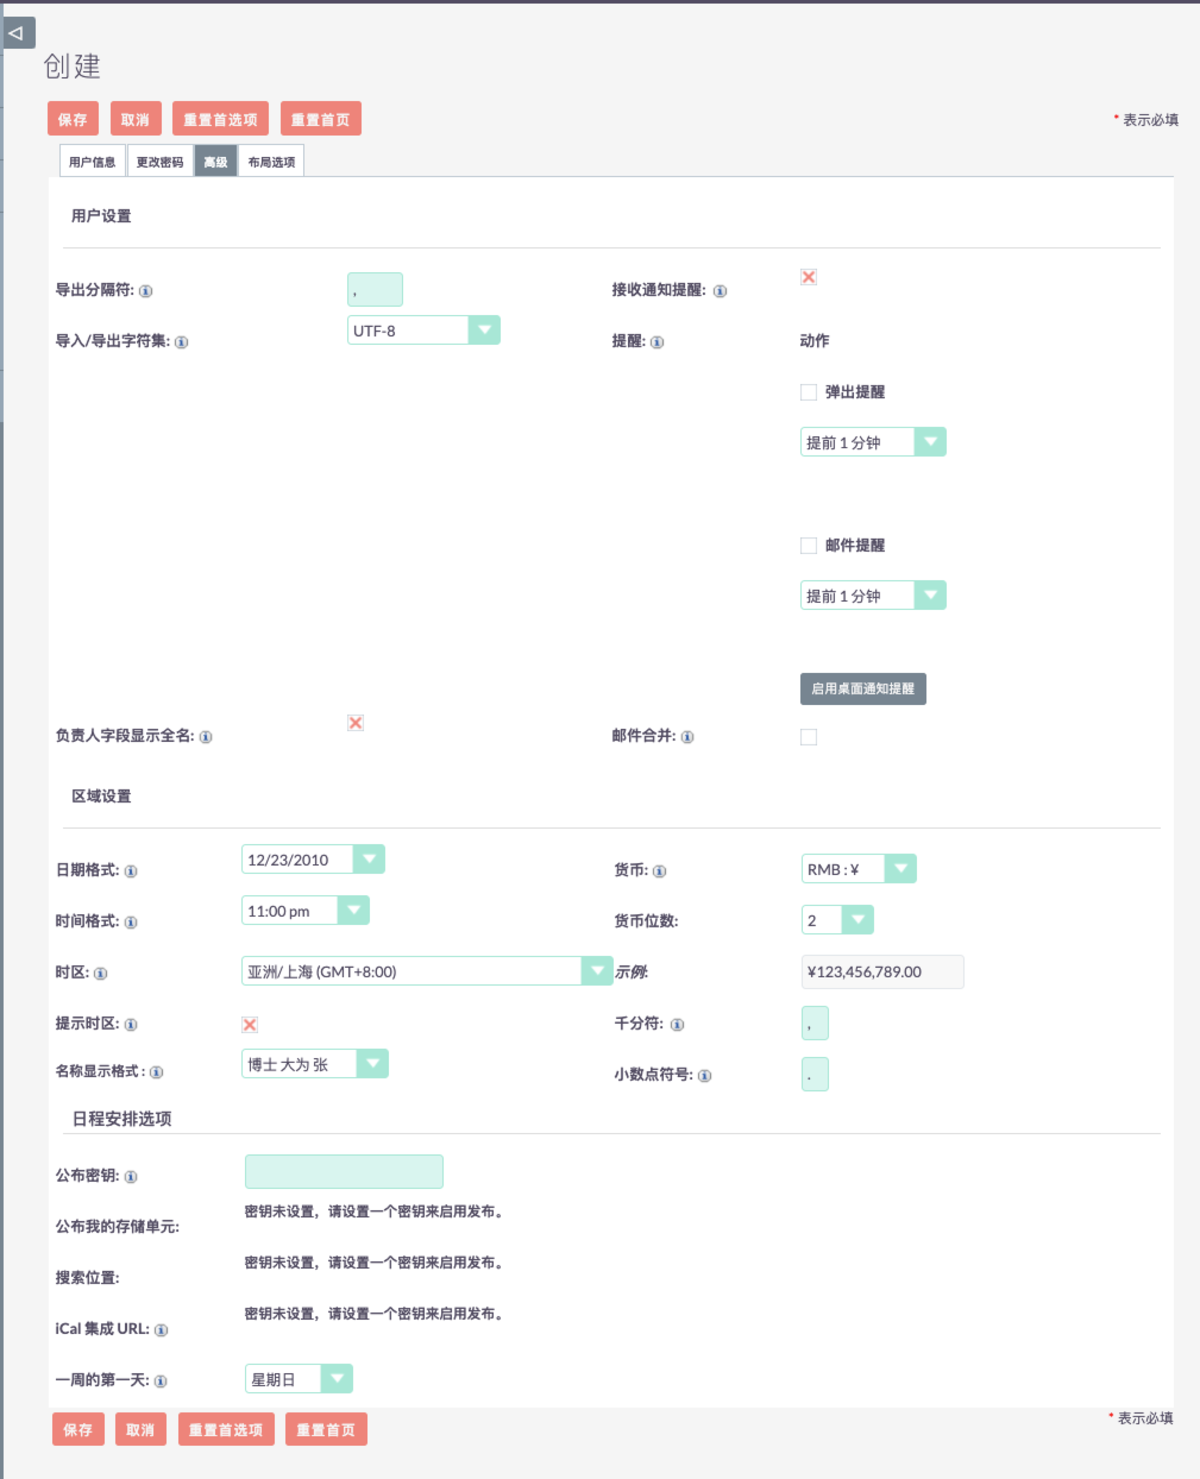 创建
保存 取消 重置首选项 重置首页
* 表示必填
用户信息 更改密码 高级 布局选项
用户设置
导出分隔符: , 接收通知提醒:
导入/导出字符集: UTF-8 提醒: 动作
弹出提醒
提前 1 分钟
邮件提醒
提前 1 分钟
启用桌面通知提醒
负责人字段显示全名: 邮件合并:
区域设置
日期格式: 12/23/2010 货币: RMB : ¥
时间格式: 11:00 pm 货币位数: 2
时区: 亚洲/上海 (GMT+8:00) 示例: ¥123,456,789.00
提示时区: 千分符: ,
名称显示格式 : 博士 大为 张 小数点符号: .
日程安排选项
公布密钥:
公布我的存储单元: 密钥未设置，请设置一个密钥来启用发布。
搜索位置: 密钥未设置，请设置一个密钥来启用发布。
iCal 集成 URL: 密钥未设置，请设置一个密钥来启用发布。
一周的第一天: 星期日
保存 取消 重置首选项 重置首页
* 表示必填